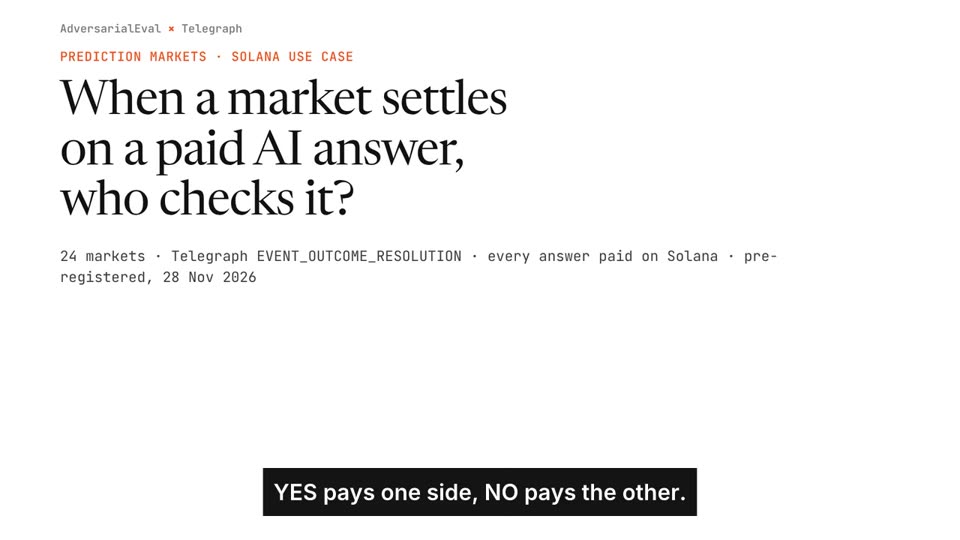 AdversarialEval × Telegraph
PREDICTION MARKETS · SOLANA USE CASE
When a market settles
on a paid AI answer,
who checks it?
24 markets · Telegraph EVENT_OUTCOME_RESOLUTION · every answer paid on Solana · pre-
registered, 28 Nov 2026
YES pays one side, NO pays the other.